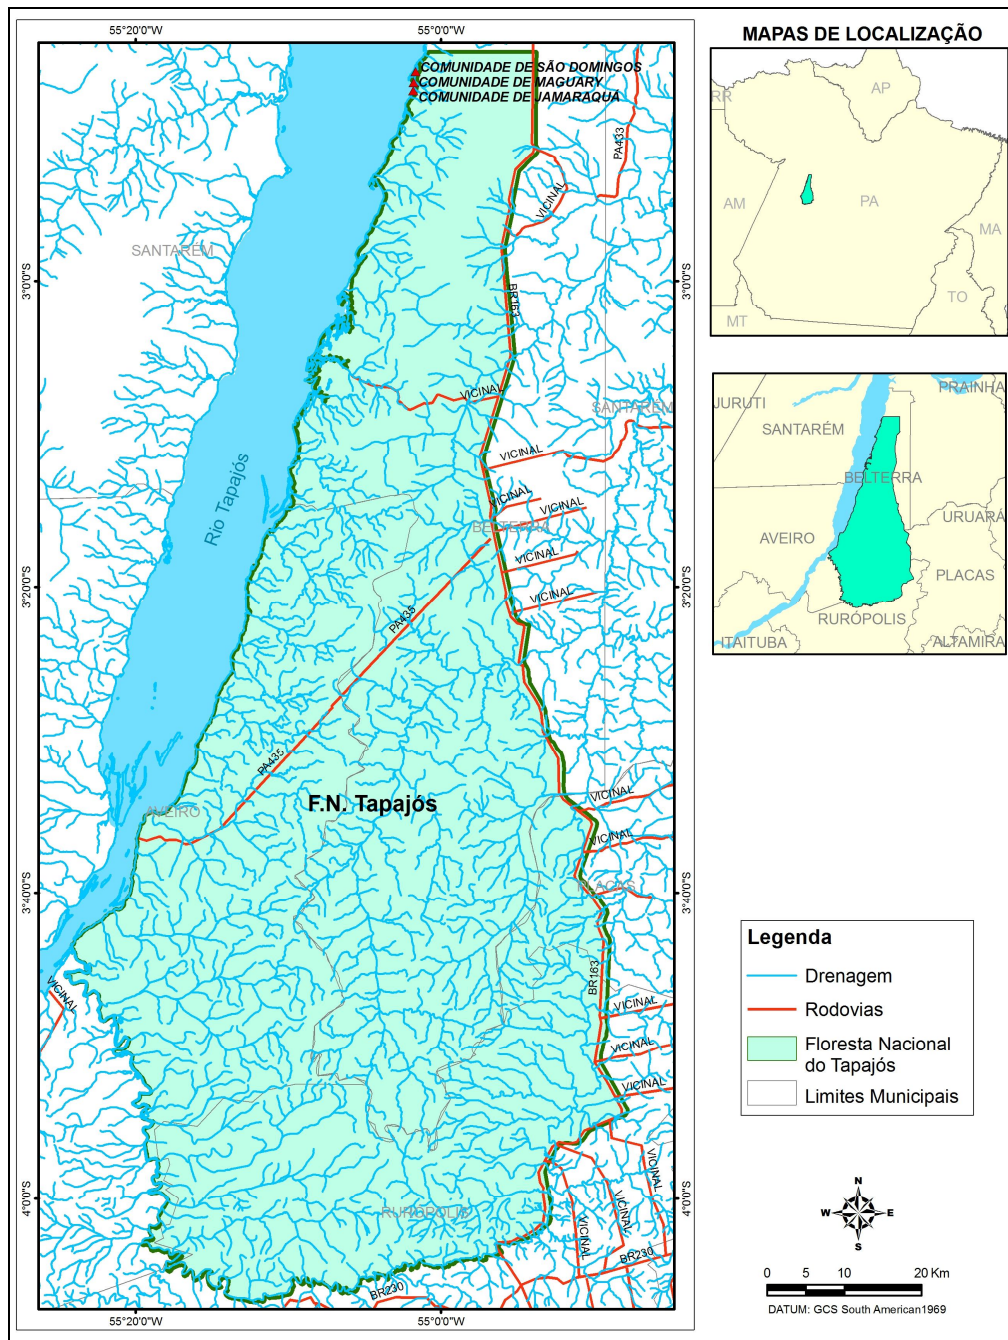 MAPAS DE LOCALIZAÇÃO
55°20'0"W
55°0'0"W
COMUNIDADE DE SÃO DOMINGOS
COMUNIDADE DE MAGUARY
COMUNIDADE DE JAMARAQUÁ
PA433
VICINAL
SANTARÉM
3°0'0"S
3°0'0"S
BR163
VICINAL
SANTARÉM
VICINAL
VICINAL
VICINAL
BELTERRA
Rio Tapajós
VICINAL
3°20'0"S
3°20'0"S
VICINAL
PA435
PA435
F.N. Tapajós
AVEIRO
VICINAL
VICINAL
PLACAS
3°40'0"S
3°40'0"S
BR163
VICINAL
VICINAL
VICINAL
VICINAL
VICINAL
VICINAL
VICINAL
4°0'0"S
4°0'0"S
RURÓPOLIS
BR230
BR230
55°20'0"W
55°0'0"W
RR
AP
AM
PA
MA
TO
MT
PRAINHA
JURUTI
SANTARÉM
BELTERRA
URUARÁ
AVEIRO
PLACAS
RURÓPOLIS
ITAITUBA
ALTAMIRA
Legenda
Drenagem
Rodovias
Floresta Nacional
do Tapajós
Limites Municipais
N
W
E
S
0 5 10 20 Km
DATUM: GCS South American1969